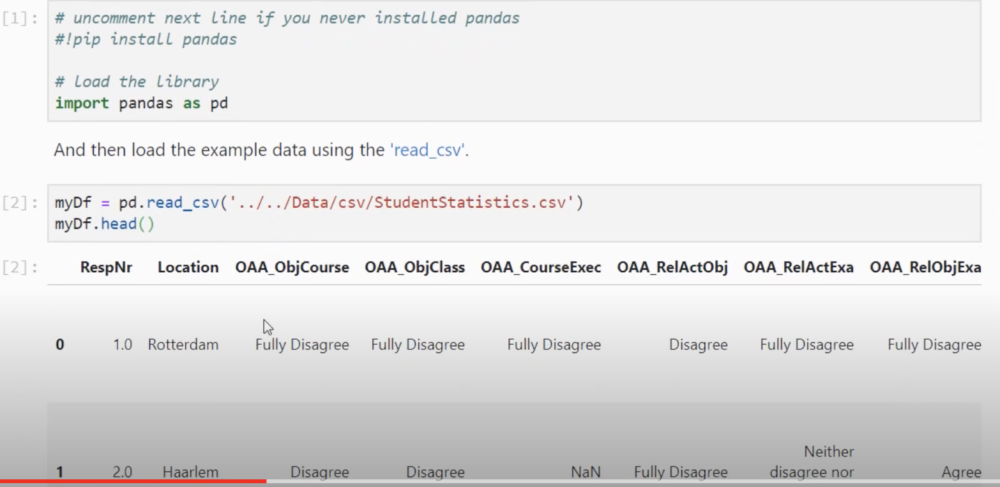 [1]: # uncomment next line if you never installed pandas
#!pip install pandas
# load the library
import pandas as pd
And then load the example data using the 'read_csv'.
[2]: myDf = pd.read_csv('../../Data/csv/StudentStatistics.csv')
myDf.head()
[2]: RespNr Location OAA_ObjCourse OAA_ObjClass OAA_CourseExec OAA_RelActObj OAA_RelActExa OAA_RelObjExa
0 1.0 Rotterdam Fully Disagree Fully Disagree Fully Disagree Disagree Fully Disagree Fully Disagree
Neither
1 2.0 Haarlem Disagree Disagree NaN Fully Disagree disagree nor Agree